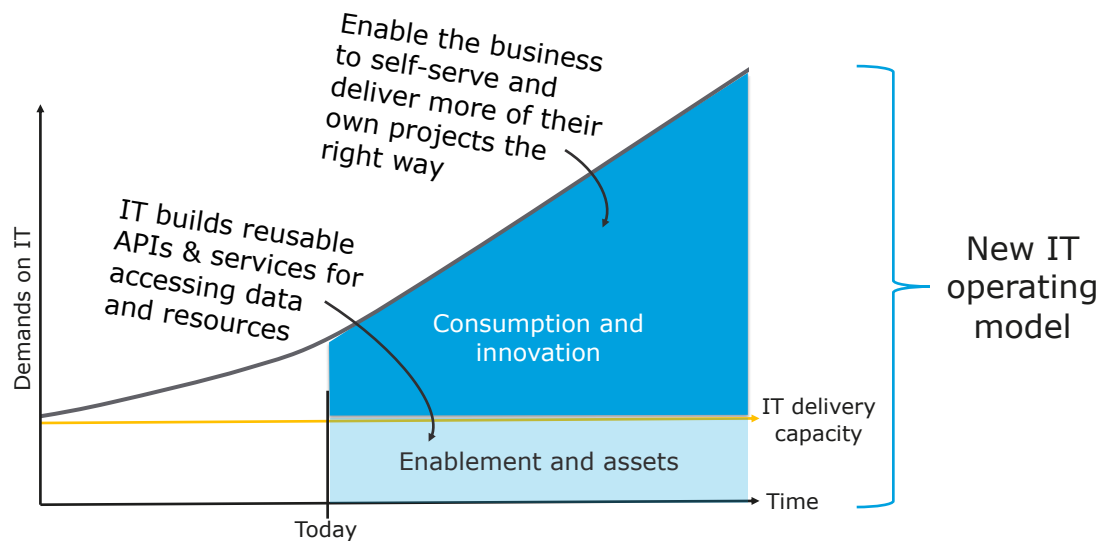 Enable the business
to self-serve and
deliver more of their
own projects the
right way
IT builds reusable
APIs & services for
accessing data
and resources
Demands on IT
Consumption and
innovation
New IT
operating
model
IT delivery
capacity
Enablement and assets
Time
Today